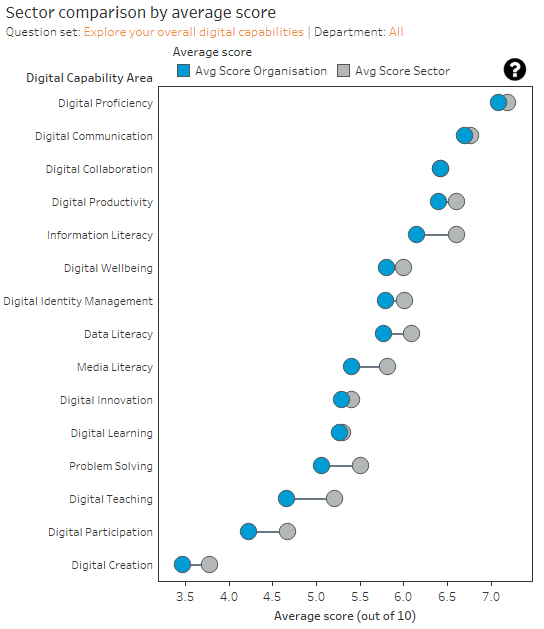 Sector comparison by average score
Question set: Explore your overall digital capabilities | Department: All
Average score
Avg Score Organisation Avg Score Sector
?
Digital Capability Area
Digital Proficiency
Digital Communication
Digital Collaboration
Digital Productivity
Information Literacy
Digital Wellbeing
Digital Identity Management
Data Literacy
Media Literacy
Digital Innovation
Digital Learning
Problem Solving
Digital Teaching
Digital Participation
Digital Creation
3.5 4.0 4.5 5.0 5.5 6.0 6.5 7.0
Average score (out of 10)